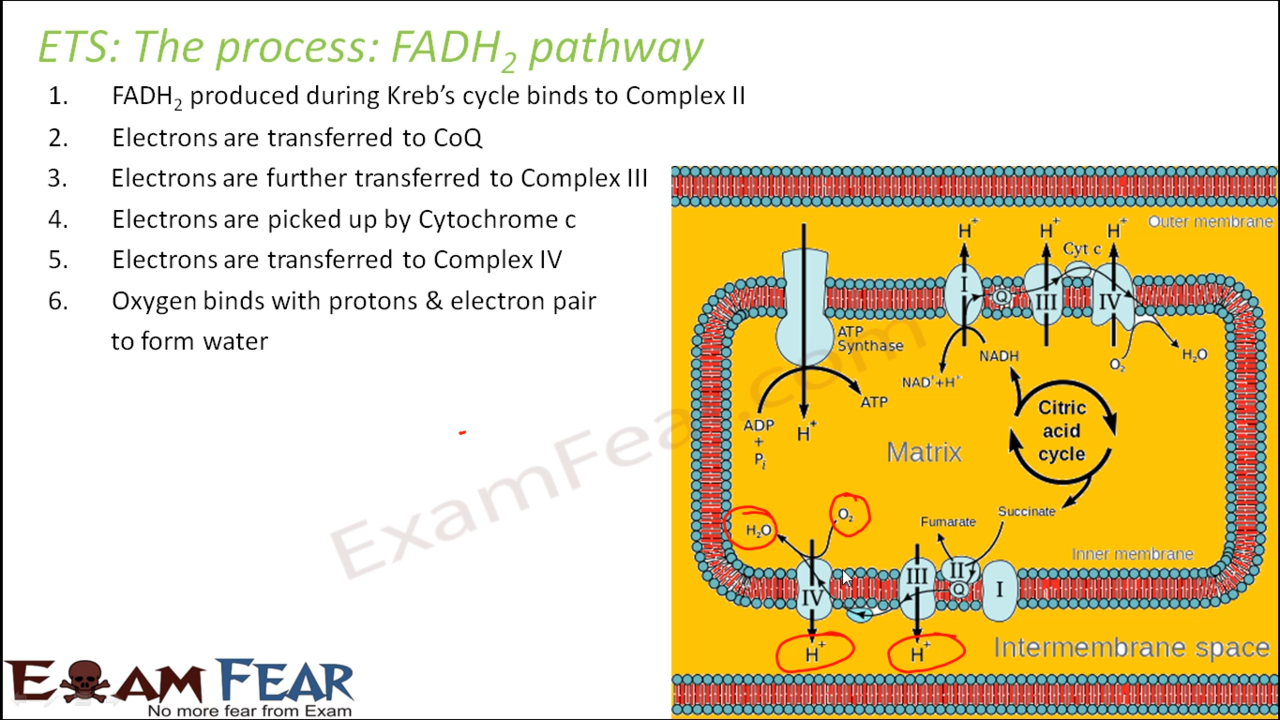 ETS: The process: FADH₂ pathway
1. FADH₂ produced during Kreb’s cycle binds to Complex II
2. Electrons are transferred to CoQ
3. Electrons are further transferred to Complex III
4. Electrons are picked up by Cytochrome c
5. Electrons are transferred to Complex IV
6. Oxygen binds with protons & electron pair
to form water
Outer membrane
H⁺
H⁺
H⁺
Cyt c
I
Q
III
IV
ATP
Synthase
NADH
NAD⁺+H⁺
O₂
H₂O
ATP
ADP
+
Pᵢ
H⁺
Citric
acid
cycle
Matrix
ExamFear.com
H₂O
O₂
Fumarate
Succinate
Inner membrane
IV
III
II
Q
I
H⁺
H⁺
Intermembrane space
EXAM FEAR
No more fear from Exam